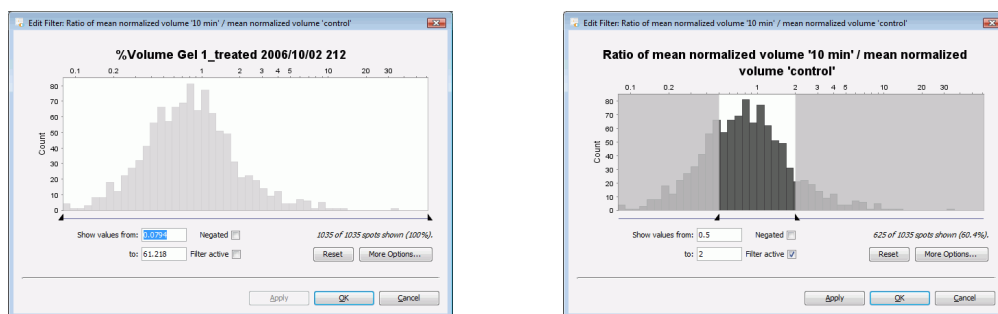 Edit Filter: Ratio of mean normalized volume '10 min' / mean normalized volume 'control'
%Volume Gel 1_treated 2006/10/02 212
0.1 0.2 1 2 3 4 5 10 20 30
80
70
60
50
40
30
20
10
0
Count
Show values from: 0.0794 Negated 1035 of 1035 spots shown (100%).
to: 61.218 Filter active Reset More Options...
Apply OK Cancel
Edit Filter: Ratio of mean normalized volume '10 min' / mean normalized volume 'control'
Ratio of mean normalized volume '10 min' / mean normalized
volume 'control'
0.1 0.2 1 2 3 4 5 10 20 30
80
70
60
50
40
30
20
10
0
Count
Show values from: 0.5 Negated 625 of 1035 spots shown (60.4%).
to: 2 Filter active Reset More Options...
Apply OK Cancel